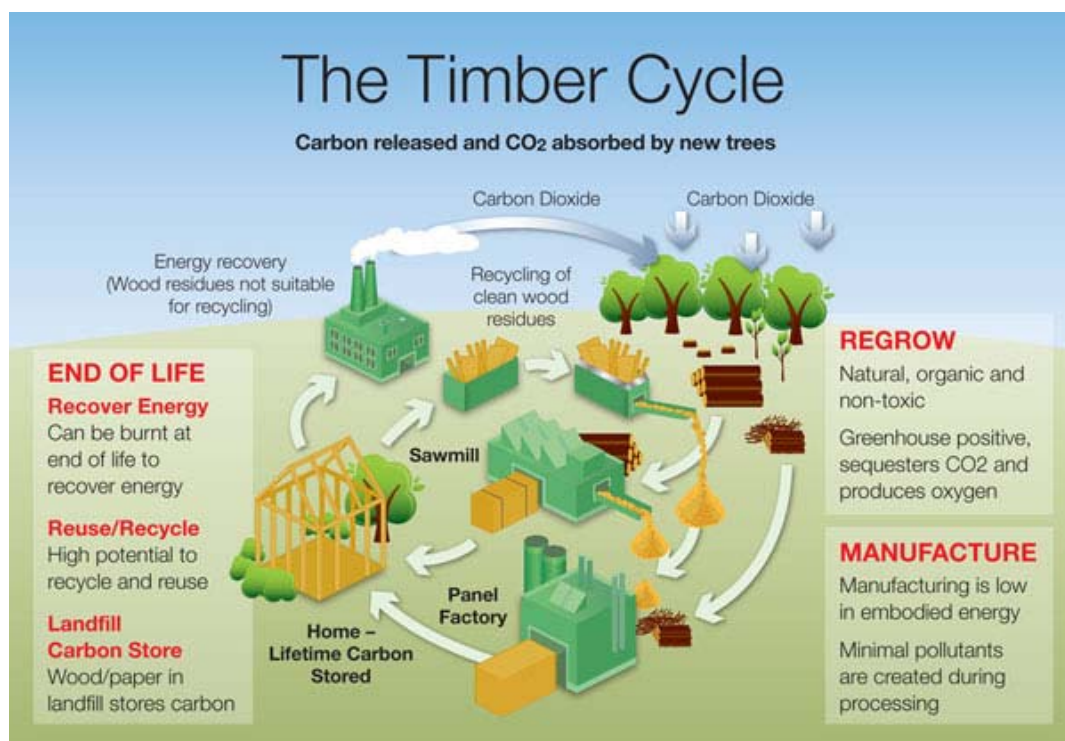 The Timber Cycle
Carbon released and CO2 absorbed by new trees
Carbon Dioxide
Carbon Dioxide
Energy recovery
(Wood residues not suitable
for recycling)
Recycling of
clean wood
residues
END OF LIFE
Recover Energy
Can be burnt at
end of life to
recover energy
Reuse/Recycle
High potential to
recycle and reuse
Landfill
Carbon Store
Wood/paper in
landfill stores carbon
Sawmill
Panel
Factory
Home –
Lifetime Carbon
Stored
REGROW
Natural, organic and
non-toxic
Greenhouse positive,
sequesters CO2 and
produces oxygen
MANUFACTURE
Manufacturing is low
in embodied energy
Minimal pollutants
are created during
processing